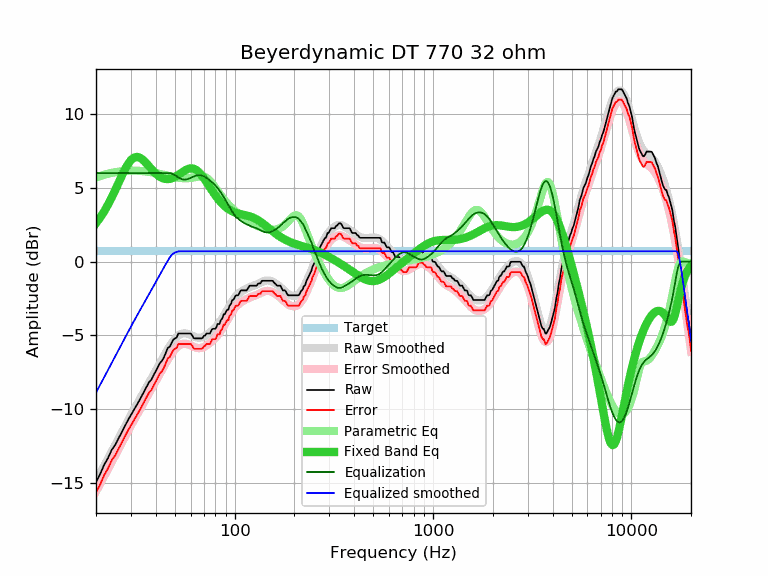 Beyerdynamic DT 770 32 ohm
10
5
0
−5
−10
−15
Amplitude (dBr)
Target
Raw Smoothed
Error Smoothed
Raw
Error
Parametric Eq
Fixed Band Eq
Equalization
Equalized smoothed
100 1000 10000
Frequency (Hz)